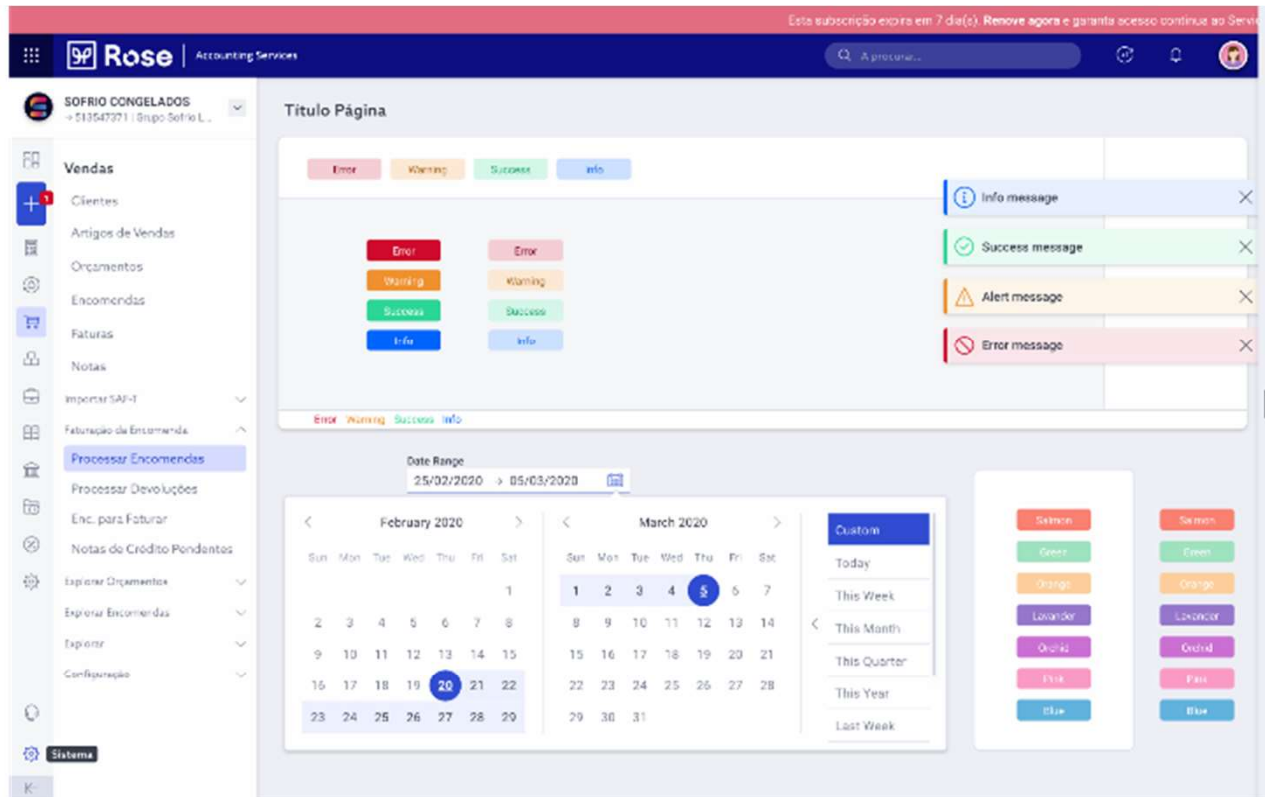 Esta subscrição expira em 7 dia(s). Renove agora e garanta acesso contínuo ao Servi
Rose | Accounting Services
A procurar...
SOFRIO CONGELADOS
513547371 | Grupo Sofrio L...
Título Página
Vendas
1
Clientes
Artigos de Vendas
Orçamentos
Encomendas
Faturas
Notas
Importar SAF-T
Faturação da Encomenda
Processar Encomendas
Processar Devoluções
Enc. para Faturar
Notas de Crédito Pendentes
Explorar Orçamentos
Explorar Encomendas
Explorar
Configuração
Sistema
Error Warning Success Info
Error Error
Warning Warning
Success Success
Info Info
Error Warning Success Info
Info message
Success message
Alert message
Error message
Date Range
25/02/2020 → 05/03/2020
February 2020
Sun Mon Tue Wed Thu Fri Sat
1
2 3 4 5 6 7 8
9 10 11 12 13 14 15
16 17 18 19 20 21 22
23 24 25 26 27 28 29
March 2020
Sun Mon Tue Wed Thu Fri Sat
1 2 3 4 5 6 7
8 9 10 11 12 13 14
15 16 17 18 19 20 21
22 23 24 25 26 27 28
29 30 31
Custom
Today
This Week
This Month
This Quarter
This Year
Last Week
Salmon Salmon
Green Green
Orange Orange
Lavander Lavander
Orchid Orchid
Pink Pink
Blue Blue